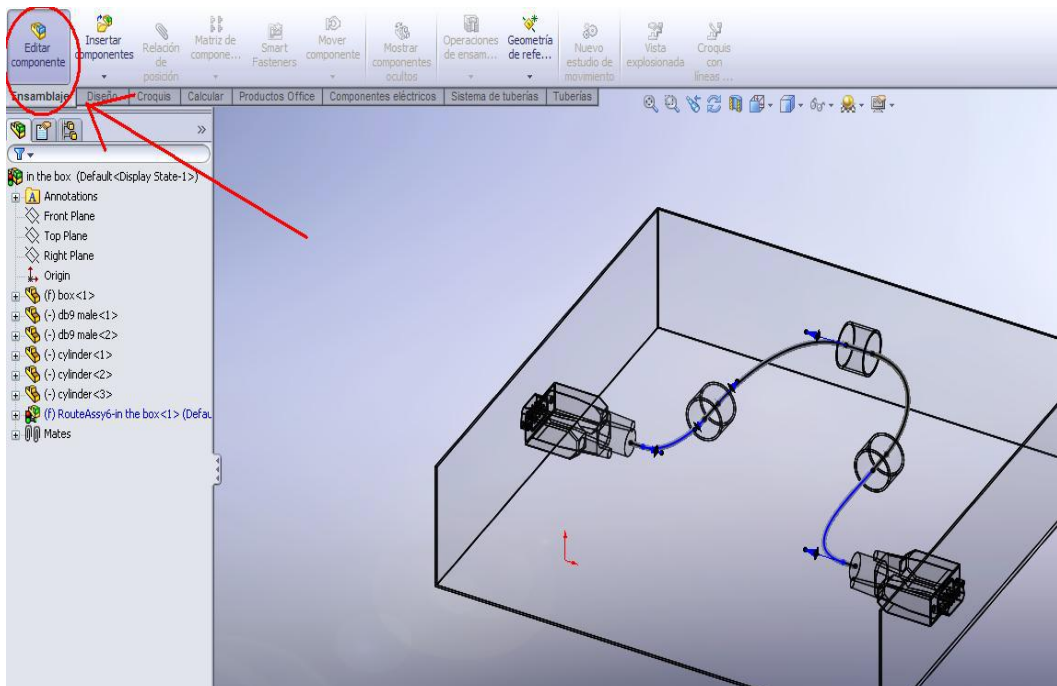 Editar
componente
Insertar
componentes
Relación
de
posición
Matriz de
compone...
Smart
Fasteners
Mover
componente
Mostrar
componentes
ocultos
Operaciones
de ensam...
Geometría
de refe...
Nuevo
estudio de
movimiento
Vista
explosionada
Croquis
con
líneas ...
Ensamblaje
Diseño
Croquis
Calcular
Productos Office
Componentes eléctricos
Sistema de tuberías
Tuberías
in the box (Default<Display State-1>)
A Annotations
Front Plane
Top Plane
Right Plane
Origin
(f) box<1>
(-) db9 male<1>
(-) db9 male<2>
(-) cylinder<1>
(-) cylinder<2>
(-) cylinder<3>
(f) RouteAssy6-in the box<1> (Defau
Mates